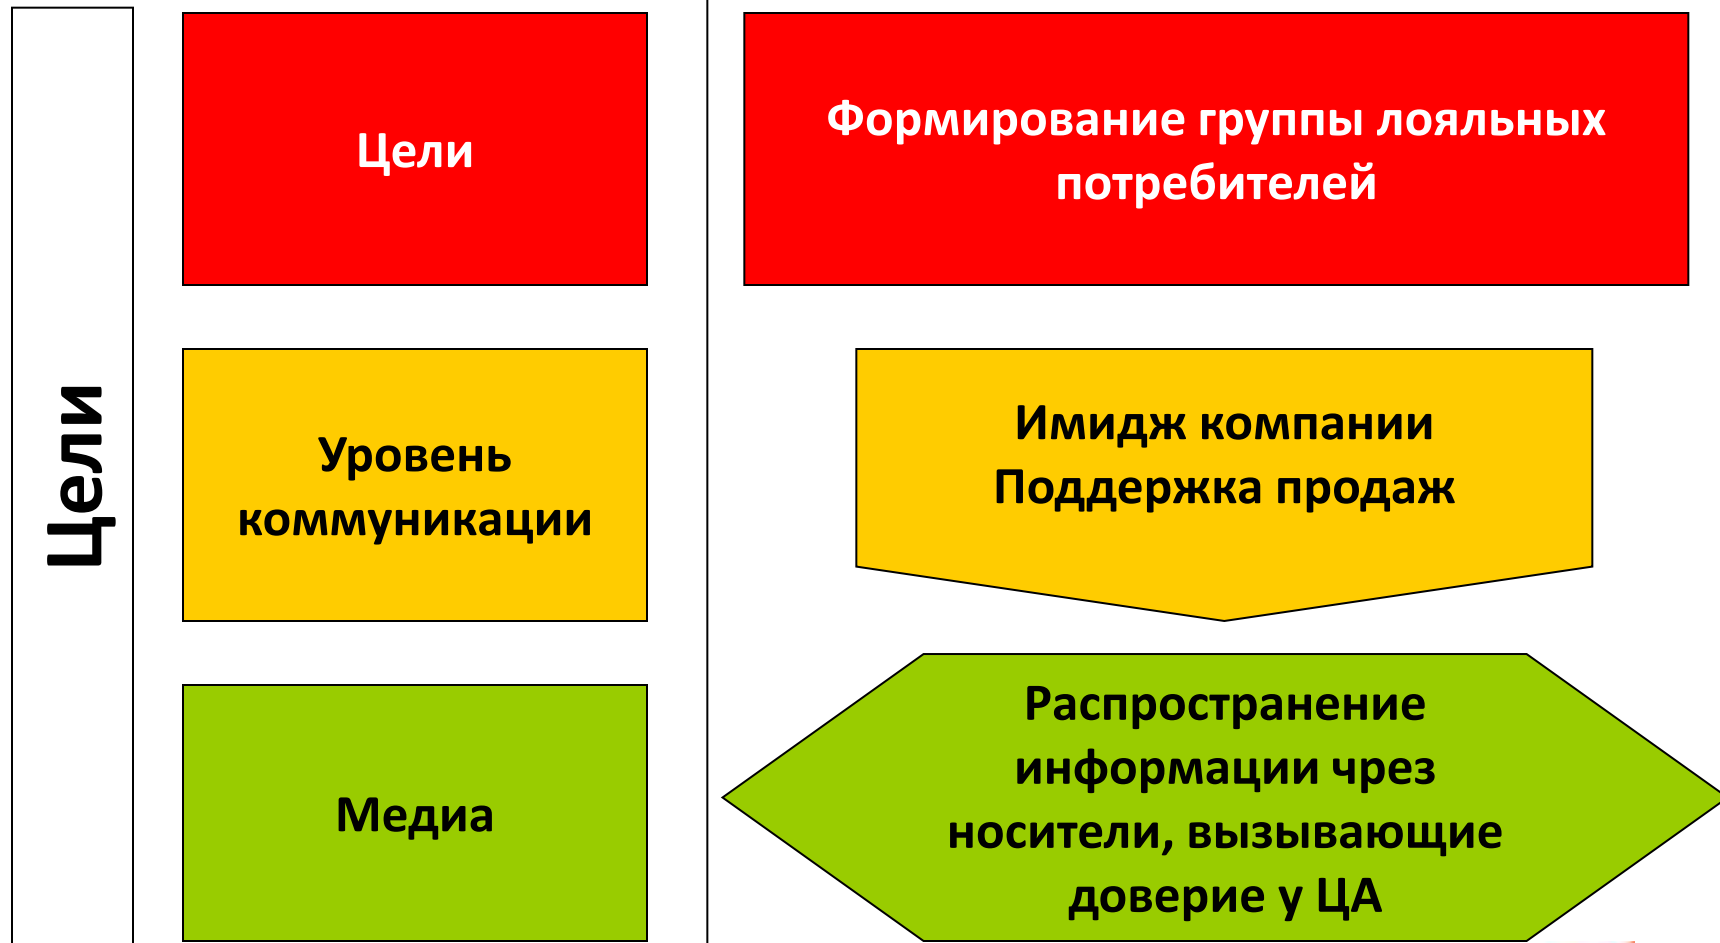 Цели
Цели
Формирование группы лояльных
потребителей
Уровень
коммуникации
Имидж компании
Поддержка продаж
Медиа
Распространение
информации чрез
носители, вызывающие
доверие у ЦА